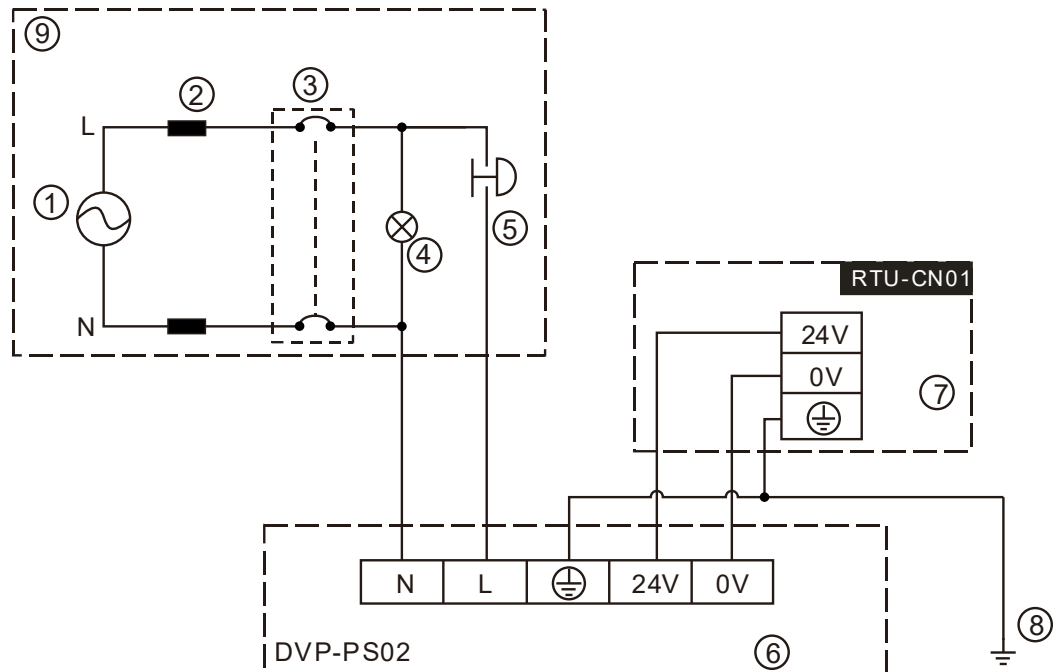 ⑨
②
③
L
①
④
⑤
N
RTU-CN01
24V
0V
⑦
N
L
24V
0V
DVP-PS02
⑥
⑧